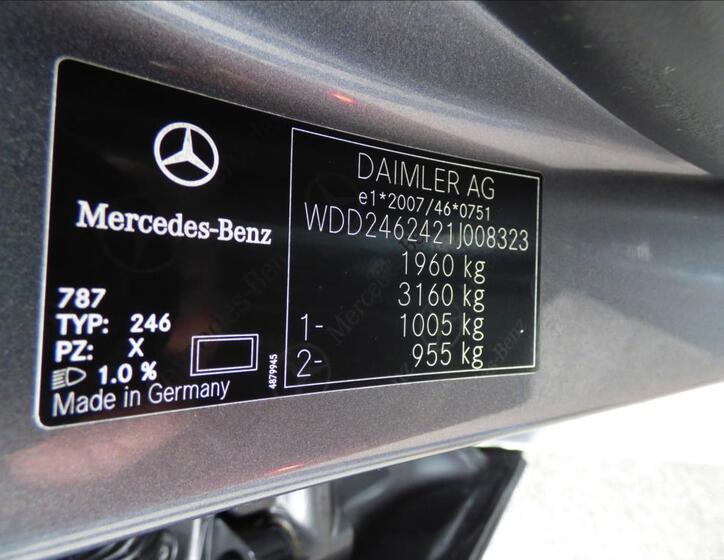 Mercedes-Benz
787
TYP: 246
PZ: X
1.0 %
Made in Germany
4879945
DAIMLER AG
e1*2007/46*0751
WDD2462421J008323
1960 kg
3160 kg
1- 1005 kg
2- 955 kg